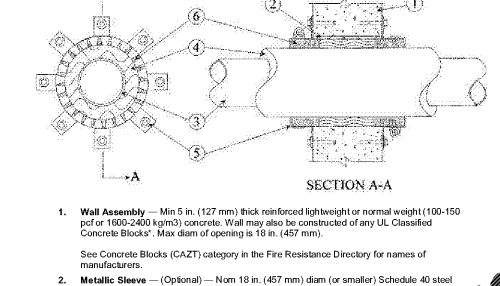 2
1
6
4
3
5
A
SECTION A-A
1. Wall Assembly — Min 5 in. (127 mm) thick reinforced lightweight or normal weight (100-150
pcf or 1600-2400 kg/m3) concrete. Wall may also be constructed of any UL Classified
Concrete Blocks*. Max diam of opening is 18 in. (457 mm).
See Concrete Blocks (CAZT) category in the Fire Resistance Directory for names of
manufacturers.
2. Metallic Sleeve — (Optional) — Nom 18 in. (457 mm) diam (or smaller) Schedule 40 steel